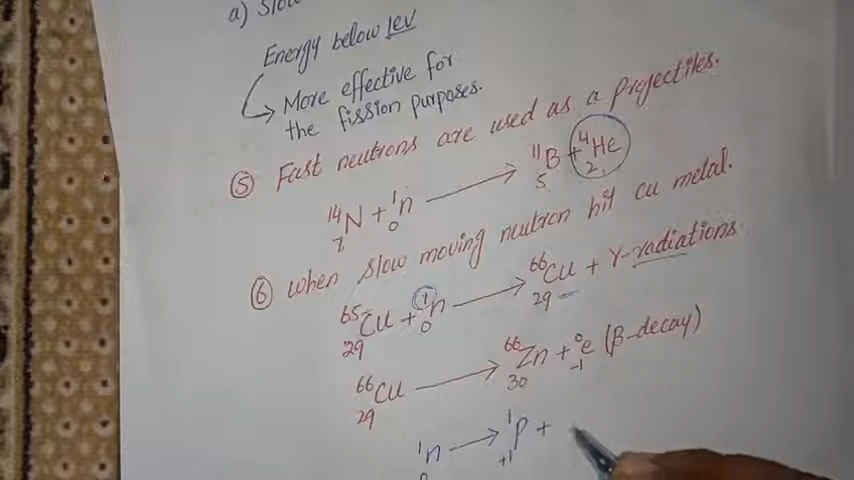 a) Slow
Energy below 1ev
More effective for
the fission purposes.
⑤ Fast neutrons are used as a projectiles.
¹⁴₇N + ¹₀n ⟶ ¹¹₅B + ⁴₂He
⑥ When slow moving neutron hit cu metal.
⁶⁵₂₉Cu + ¹₀n ⟶ ⁶⁶₂₉Cu + γ-radiations.
⁶⁶₂₉Cu ⟶ ⁶⁶₃₀Zn + ⁰₋₁e (β-decay)
¹₀n ⟶ ¹₊₁P +